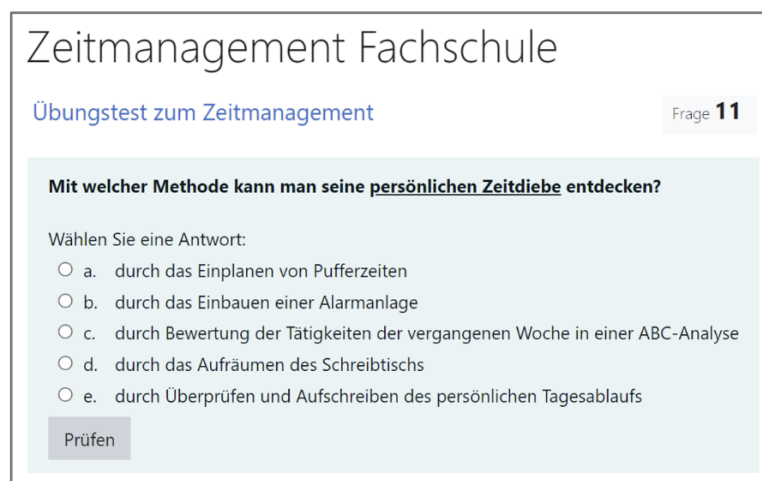 Zeitmanagement Fachschule
Übungstest zum Zeitmanagement
Frage 11
Mit welcher Methode kann man seine persönlichen Zeitdiebe entdecken?
Wählen Sie eine Antwort:
a. durch das Einplanen von Pufferzeiten
b. durch das Einbauen einer Alarmanlage
c. durch Bewertung der Tätigkeiten der vergangenen Woche in einer ABC-Analyse
d. durch das Aufräumen des Schreibtischs
e. durch Überprüfen und Aufschreiben des persönlichen Tagesablaufs
Prüfen